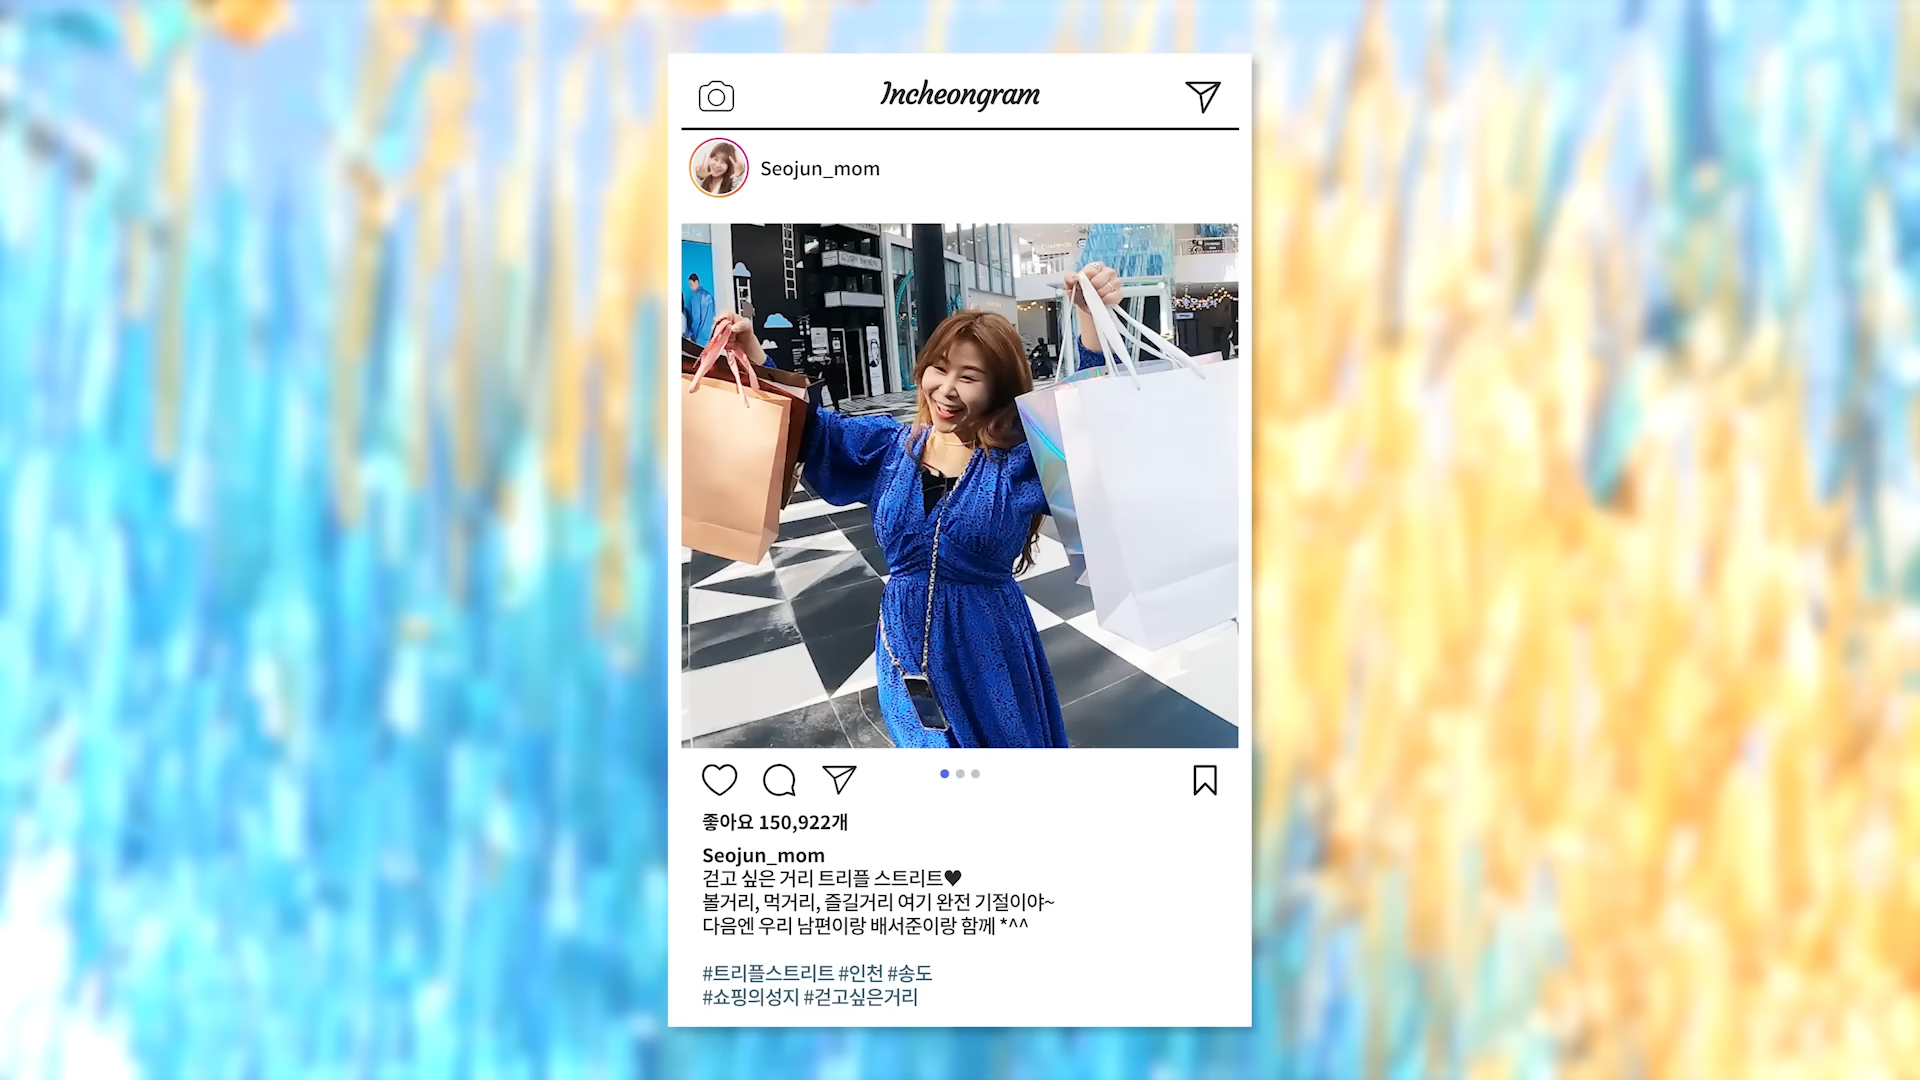 Incheongram
Seojun_mom
좋아요 150,922개
Seojun_mom
걷고 싶은 거리 트리플 스트리트♥
볼거리, 먹거리, 즐길거리 여기 완전 기절이야~
다음엔 우리 남편이랑 배서준이랑 함께 *^^
#트리플스트리트 #인천 #송도
#쇼핑의성지 #걷고싶은거리